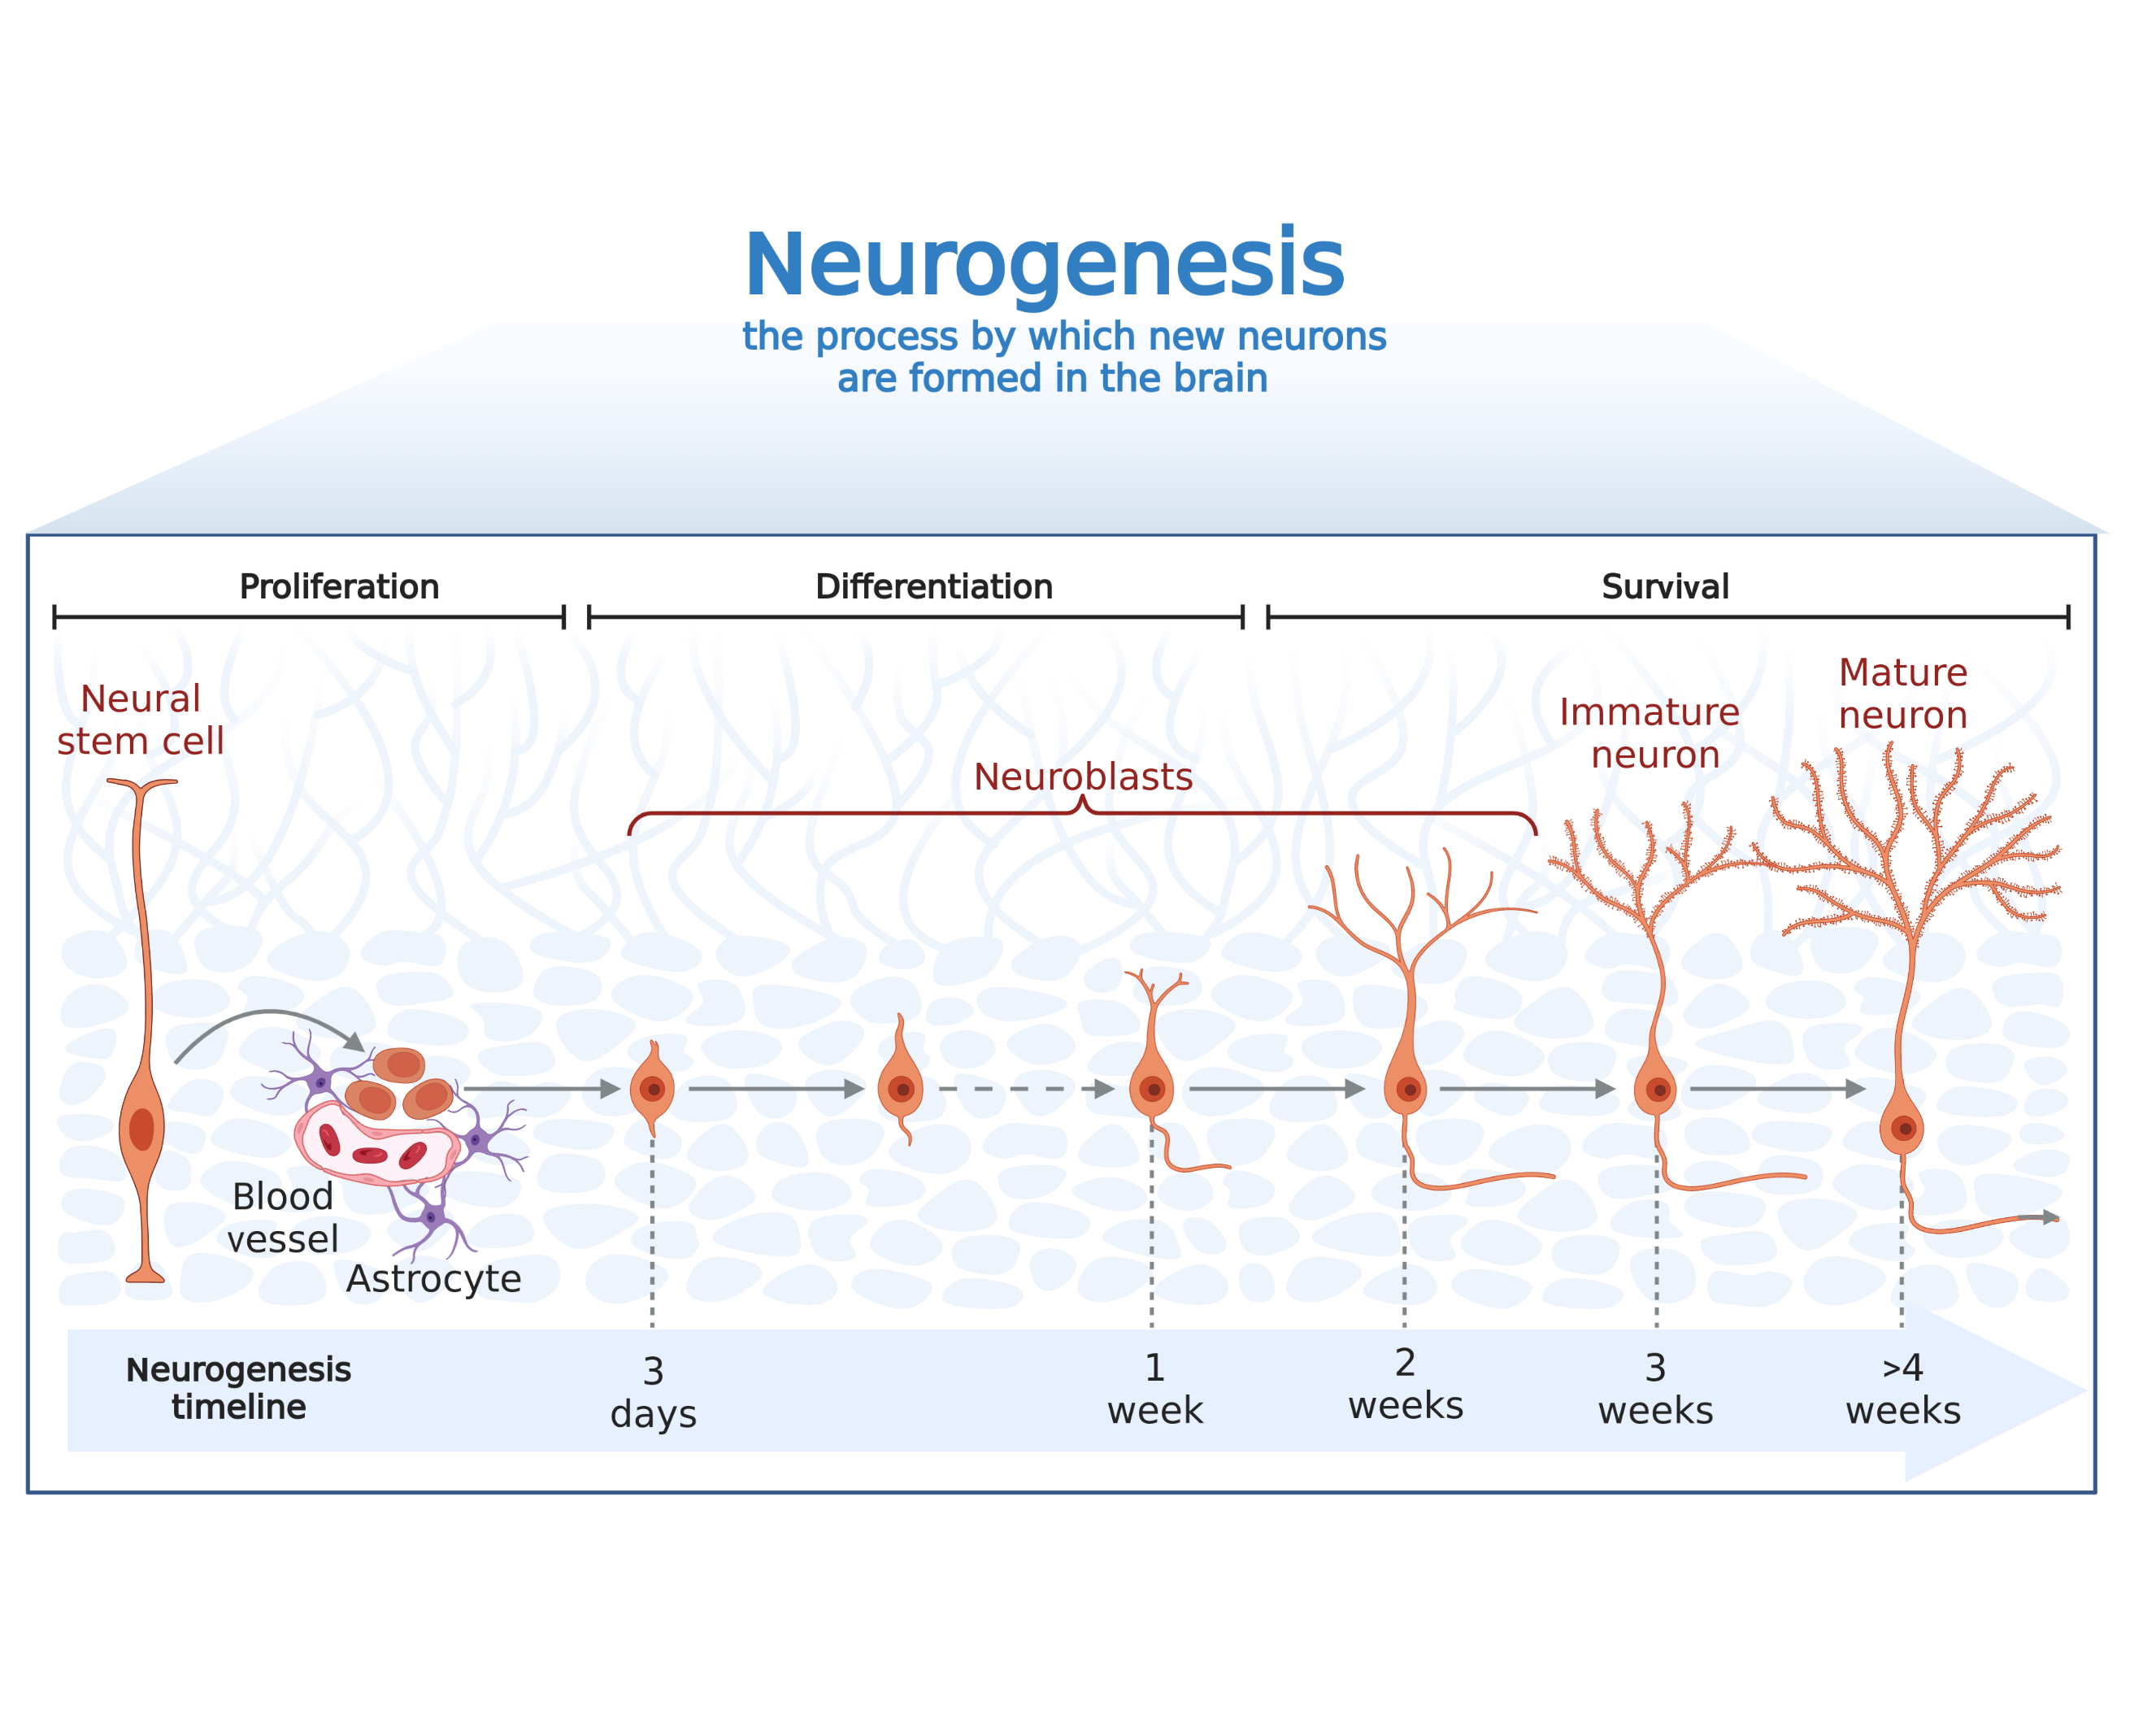 Neurogenesis
the process by which new neurons
are formed in the brain
Proliferation
Differentiation
Survival
Neural
stem cell
Neuroblasts
Immature
neuron
Mature
neuron
Blood
vessel
Astrocyte
Neurogenesis
timeline
3
days
1
week
2
weeks
3
weeks
>4
weeks